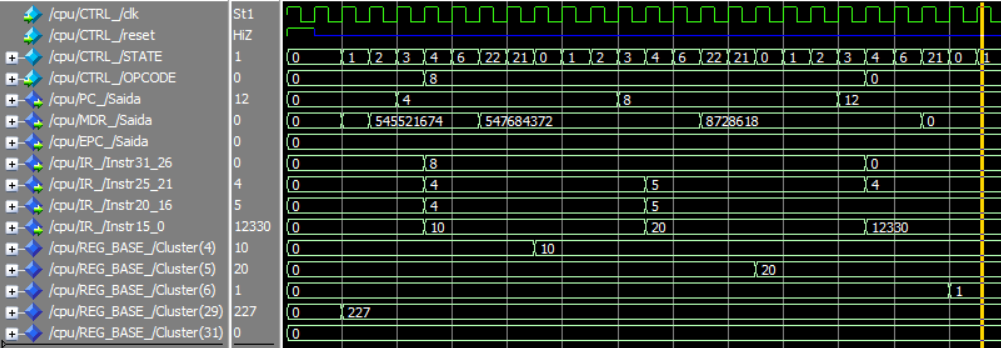 /cpu/CTRL_/clk St1
/cpu/CTRL_/reset HiZ
/cpu/CTRL_/STATE 1 0 1 2 3 4 6 22 21 0 1 2 3 4 6 22 21 0 1 2 3 4 6 21 0 1
/cpu/CTRL_/OPCODE 0 0 8 0
/cpu/PC_/Saida 12 0 4 8 12
/cpu/MDR_/Saida 0 0 545521674 547684372 8728618 0
/cpu/EPC_/Saida 0 0
/cpu/IR_/Instr31_26 0 0 8 0
/cpu/IR_/Instr25_21 4 0 4 5 4
/cpu/IR_/Instr20_16 5 0 4 5
/cpu/IR_/Instr15_0 12330 0 10 20 12330
/cpu/REG_BASE_/Cluster(4) 10 0 10
/cpu/REG_BASE_/Cluster(5) 20 0 20
/cpu/REG_BASE_/Cluster(6) 1 0 1
/cpu/REG_BASE_/Cluster(29) 227 0 227
/cpu/REG_BASE_/Cluster(31) 0 0